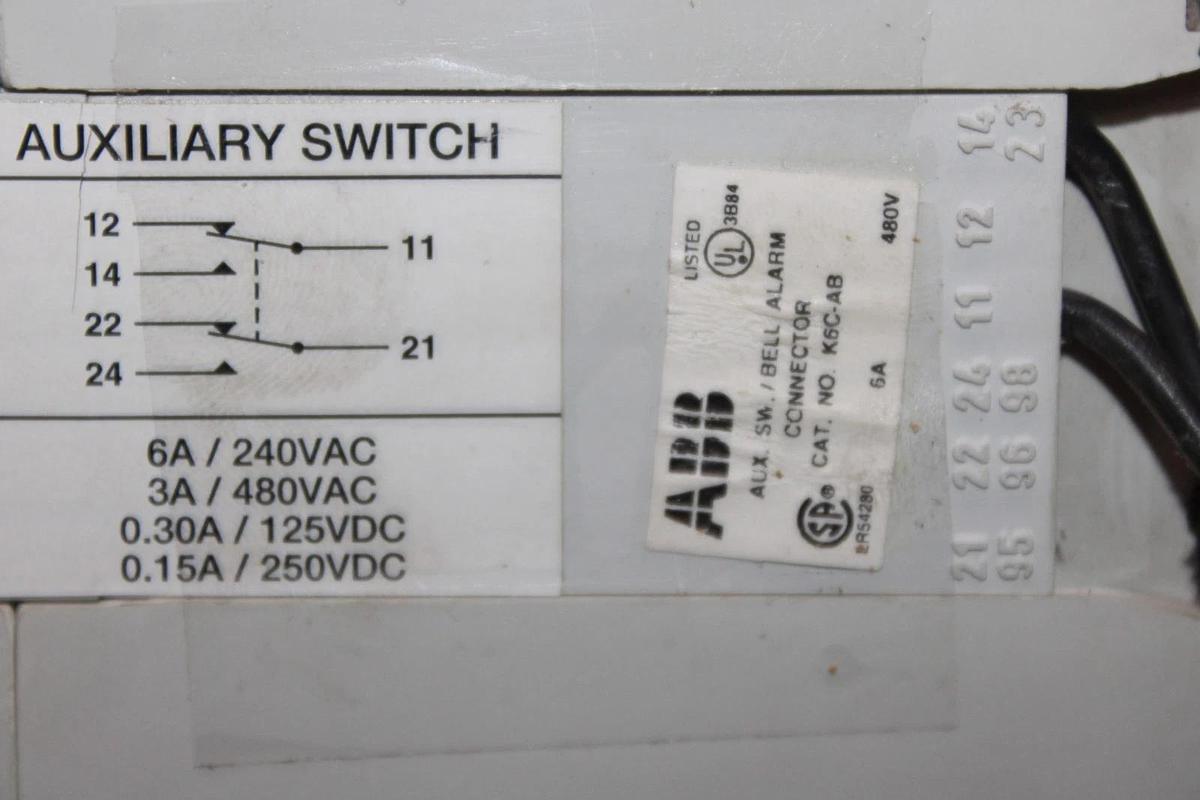 AUXILIARY SWITCH
12
11
14
22
21
24
6A / 240VAC
3A / 480VAC
0.30A / 125VDC
0.15A / 250VDC
ABB
LISTED
UL 3B84
AUX. SW. / BELL ALARM
CONNECTOR
CAT. NO. K6C-AB
6A 480V
SA®
LR54280
21 22 24 11 12 14
95 96 98 23